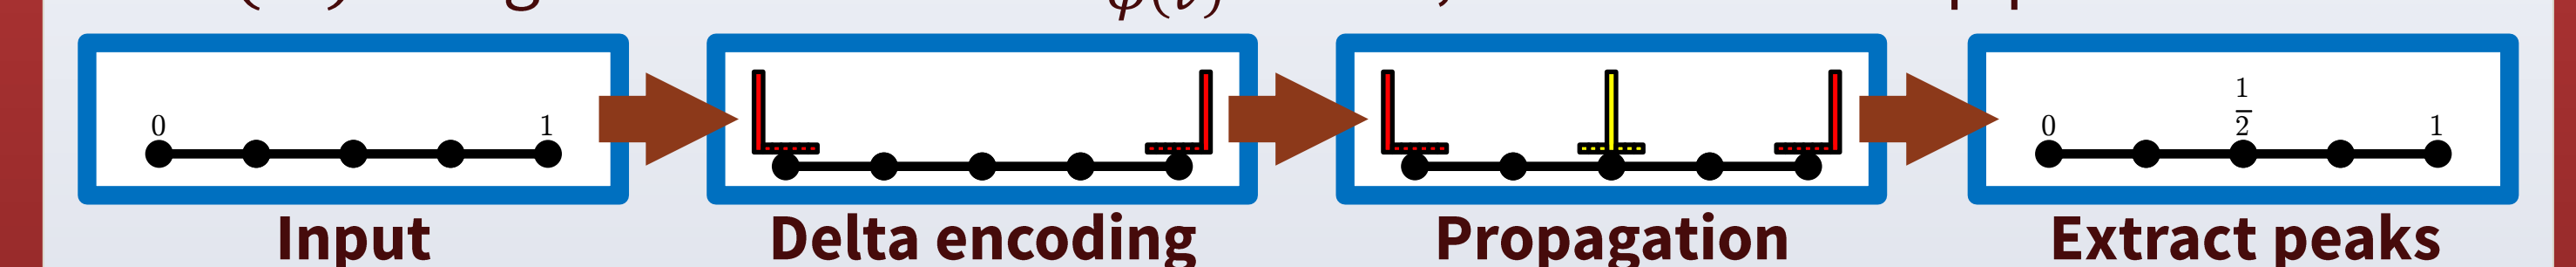 φ(v)
0 1
0 1/2 1
Input Delta encoding Propagation Extract peaks